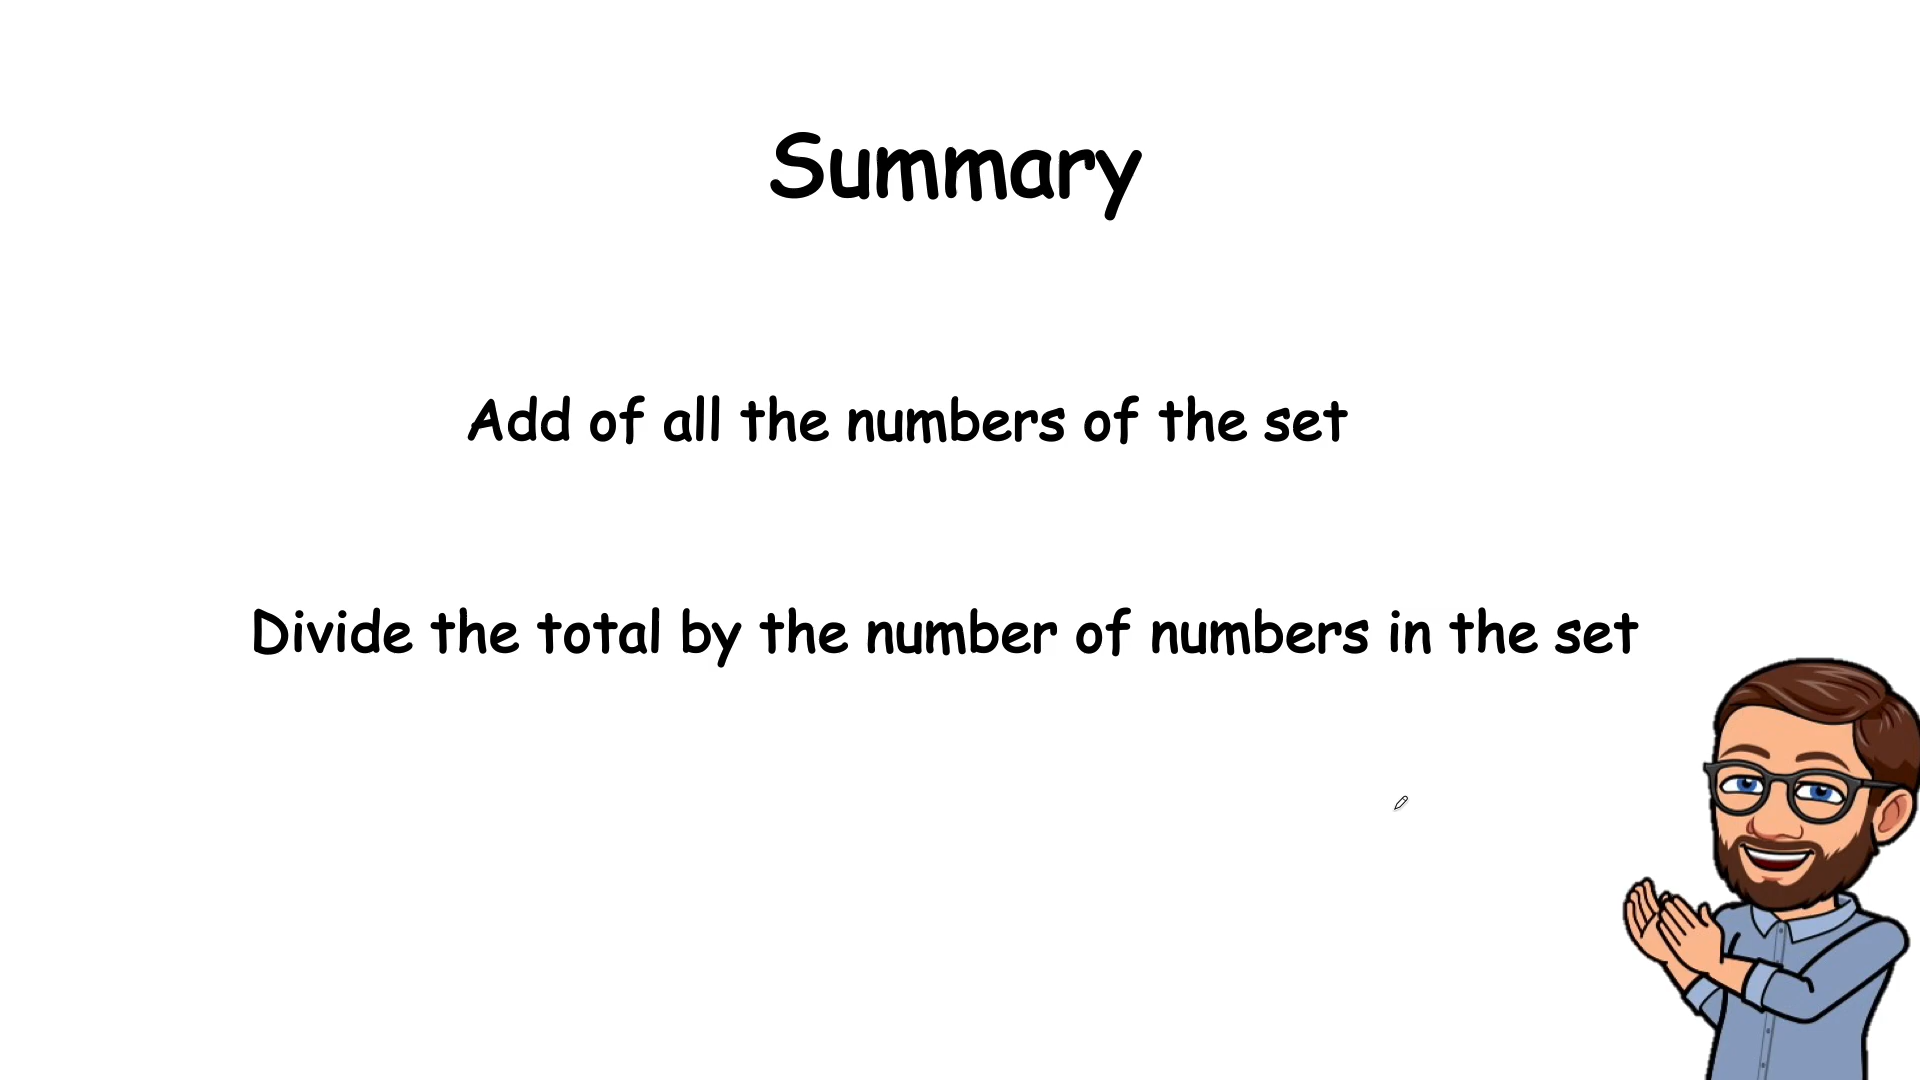 Summary
Add of all the numbers of the set
Divide the total by the number of numbers in the set